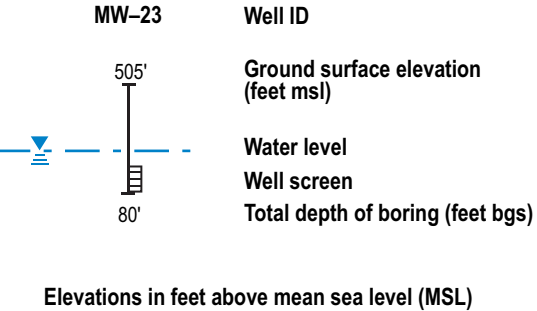 MW–23 Well ID
505' Ground surface elevation
(feet msl)
Water level
Well screen
80' Total depth of boring (feet bgs)
Elevations in feet above mean sea level (MSL)